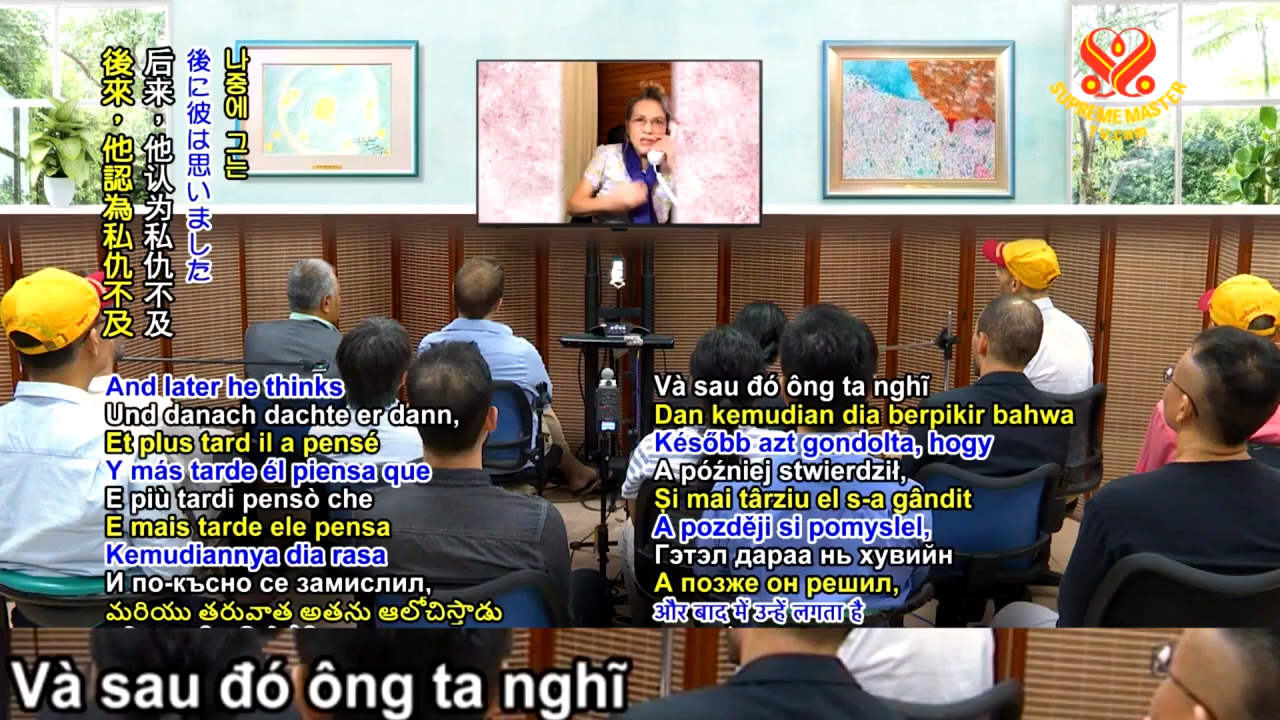 나중에 그는
後に彼は思いました
后来，他认为私仇不及
後來，他認為私仇不及
SUPREME MASTER
TV.com
And later he thinks
Und danach dachte er dann,
Et plus tard il a pensé
Y más tarde él piensa que
E più tardi pensò che
E mais tarde ele pensa
Kemudiannya dia rasa
И по-късно се замислил,
మరియు తరువాత అతను ఆలోచిస్తాడు
Và sau đó ông ta nghĩ
Dan kemudian dia berpikir bahwa
Később azt gondolta, hogy
A później stwierdził,
Și mai târziu el s-a gândit
A později si pomyslel,
Гэтэл дараа нь хувийн
А позже он решил,
और बाद में उन्हें लगता है
Và sau đó ông ta nghĩ